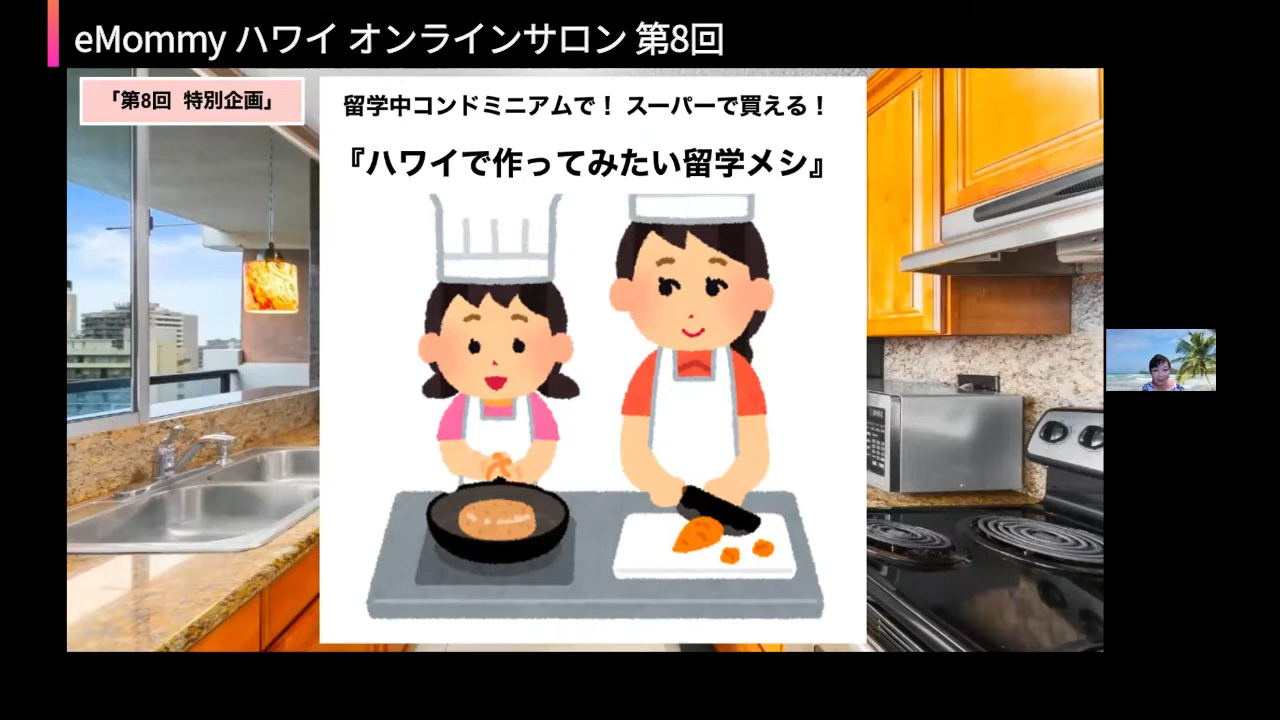 eMommy ハワイ オンラインサロン 第8回
「第8回 特別企画」
留学中コンドミニアムで！ スーパーで買える！
『ハワイで作ってみたい留学メシ』